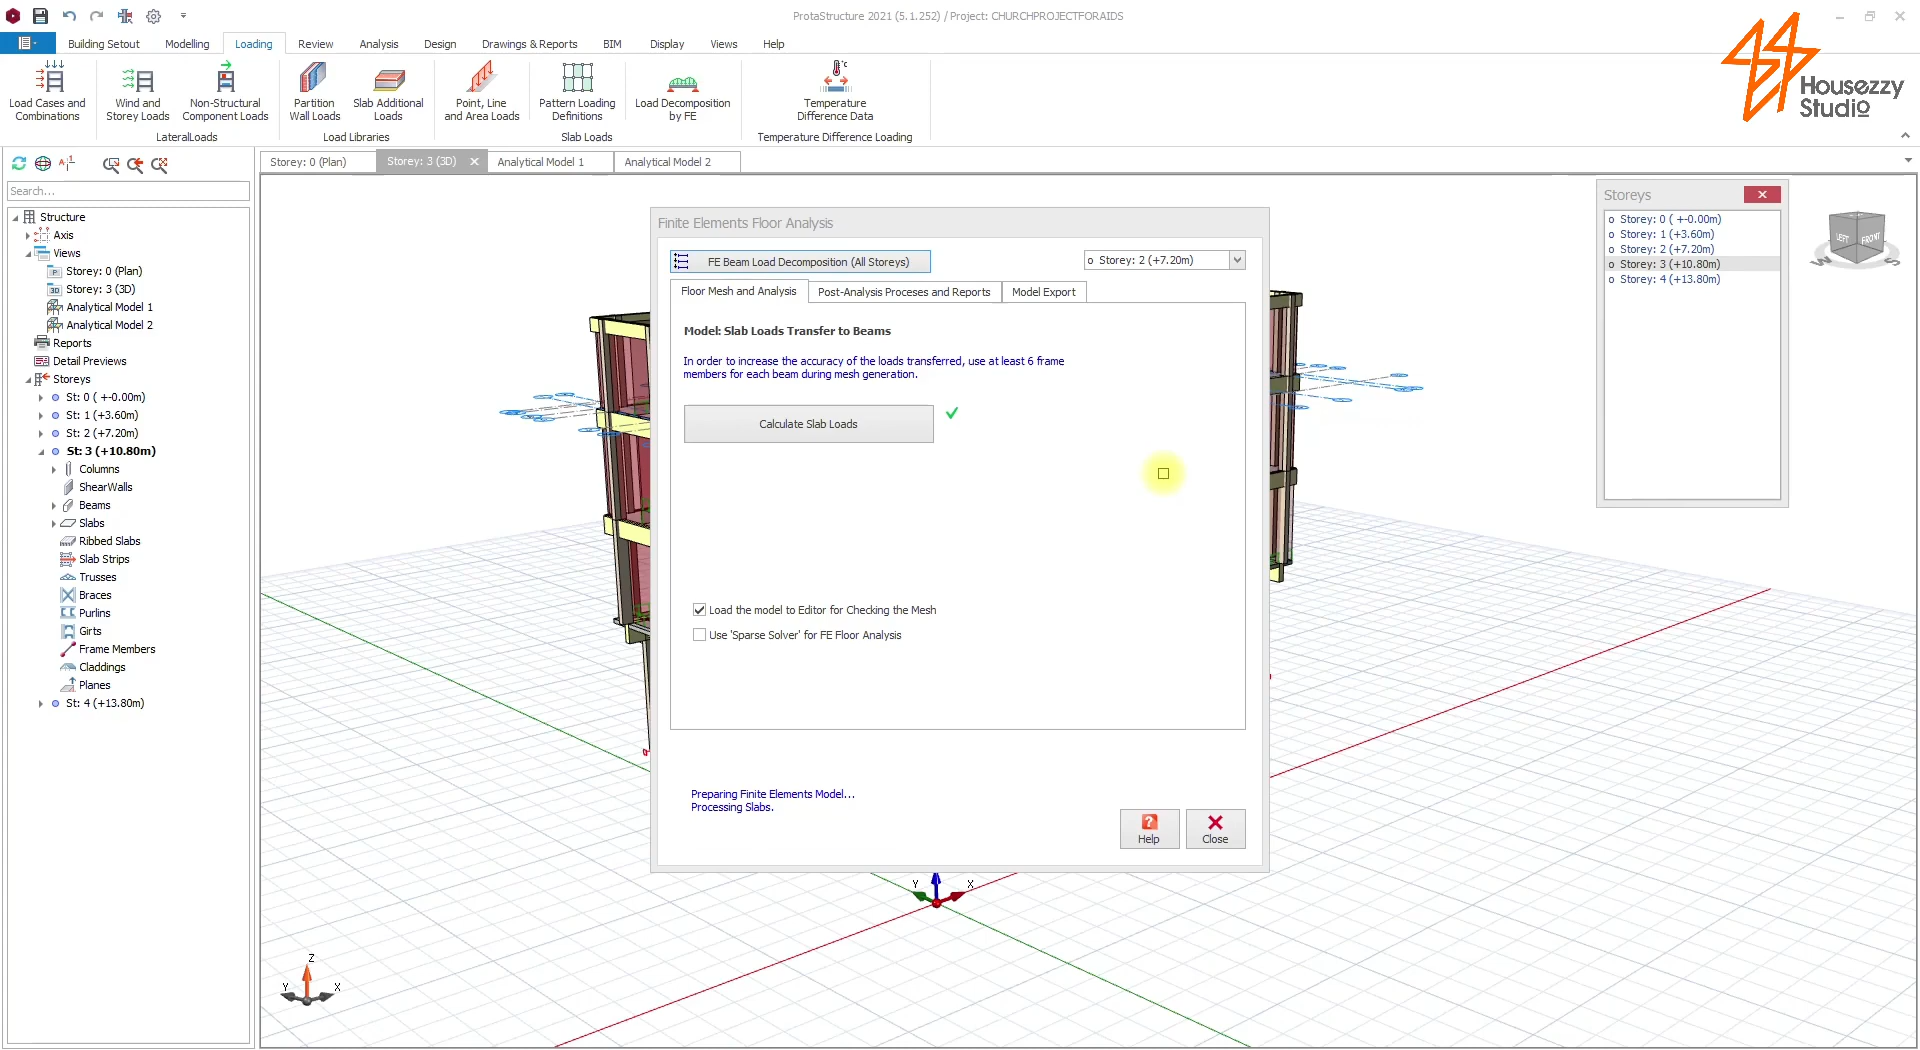 ProtaStructure 2021 (5.1.252) / Project: CHURCHPROJECTFORAIDS
Building Setout
Modelling
Loading
Review
Analysis
Design
Drawings & Reports
BIM
Display
Views
Help
Load Cases and
Combinations
Wind and
Storey Loads
Non-Structural
Component Loads
Partition
Wall Loads
Slab Additional
Loads
Point, Line
and Area Loads
Pattern Loading
Definitions
Load Decomposition
by FE
Temperature
Difference Data
LateralLoads
Load Libraries
Slab Loads
Temperature Difference Loading
Housezzy
Studio
Storey: 0 (Plan)
Storey: 3 (3D)
Analytical Model 1
Analytical Model 2
Search...
Structure
Axis
Views
Storey: 0 (Plan)
Storey: 3 (3D)
Analytical Model 1
Analytical Model 2
Reports
Detail Previews
Storeys
St: 0 ( +-0.00m)
St: 1 (+3.60m)
St: 2 (+7.20m)
St: 3 (+10.80m)
Columns
ShearWalls
Beams
Slabs
Ribbed Slabs
Slab Strips
Trusses
Braces
Purlins
Girts
Frame Members
Claddings
Planes
St: 4 (+13.80m)
Finite Elements Floor Analysis
FE Beam Load Decomposition (All Storeys)
o Storey: 2 (+7.20m)
Floor Mesh and Analysis
Post-Analysis Proceses and Reports
Model Export
Model: Slab Loads Transfer to Beams
In order to increase the accuracy of the loads transferred, use at least 6 frame
members for each beam during mesh generation.
Calculate Slab Loads
Load the model to Editor for Checking the Mesh
Use 'Sparse Solver' for FE Floor Analysis
Preparing Finite Elements Model...
Processing Slabs.
Help
Close
Storeys
o Storey: 0 ( +-0.00m)
o Storey: 1 (+3.60m)
o Storey: 2 (+7.20m)
o Storey: 3 (+10.80m)
o Storey: 4 (+13.80m)
LEFT
FRONT
Y
X
Z
Y
X